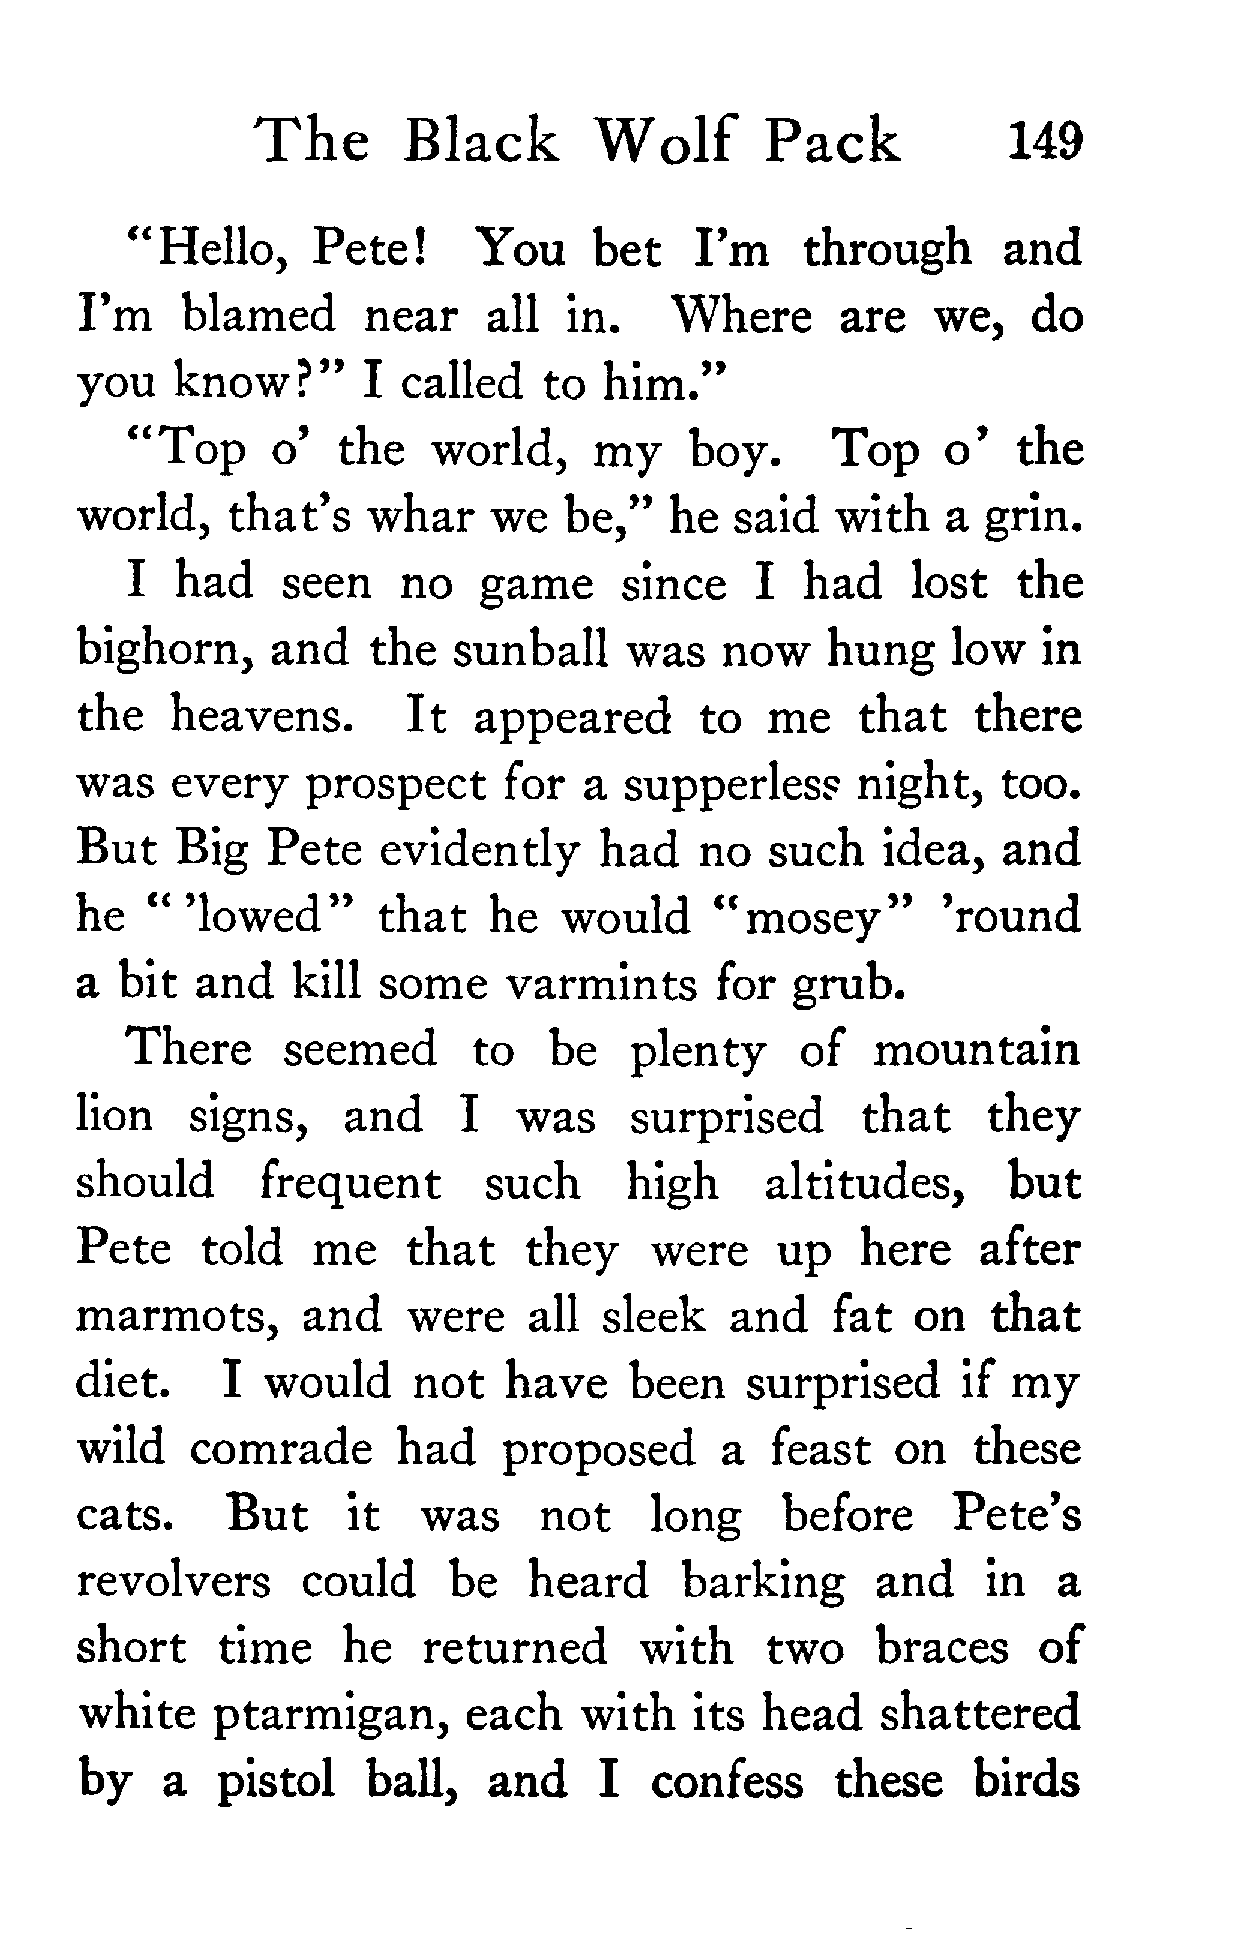 The Black Wolf Pack 149
“Hello, Pete! You bet I’m through and
I’m blamed near all in. Where are we, do
you know?” I called to him.”
“Top o’ the world, my boy. Top o’ the
world, that’s whar we be,” he said with a grin.
I had seen no game since I had lost the
bighorn, and the sunball was now hung low in
the heavens. It appeared to me that there
was every prospect for a supperless night, too.
But Big Pete evidently had no such idea, and
he “ ’lowed” that he would “mosey” ’round
a bit and kill some varmints for grub.
There seemed to be plenty of mountain
lion signs, and I was surprised that they
should frequent such high altitudes, but
Pete told me that they were up here after
marmots, and were all sleek and fat on that
diet. I would not have been surprised if my
wild comrade had proposed a feast on these
cats. But it was not long before Pete’s
revolvers could be heard barking and in a
short time he returned with two braces of
white ptarmigan, each with its head shattered
by a pistol ball, and I confess these birds